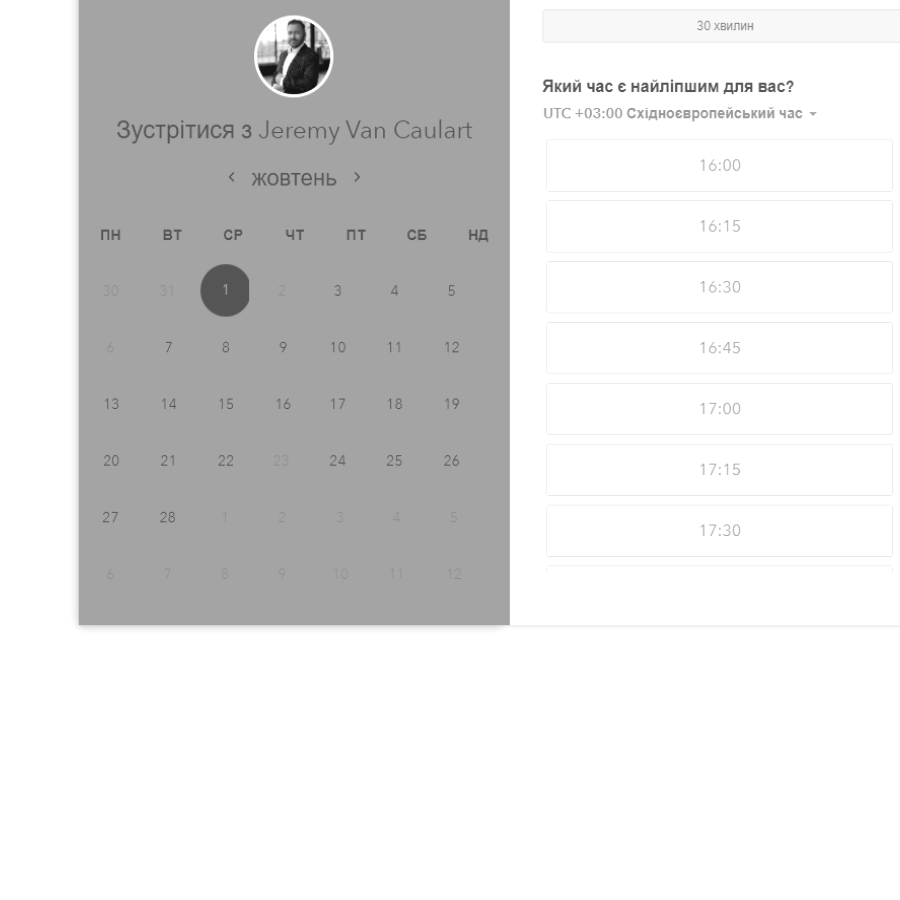 Зустрітися з Jeremy Van Caulart
жовтень
ПН ВТ СР ЧТ ПТ СБ НД
30 31 1 2 3 4 5
6 7 8 9 10 11 12
13 14 15 16 17 18 19
20 21 22 23 24 25 26
27 28 1 2 3 4 5
6 7 8 9 10 11 12
30 хвилин
Який час є найліпшим для вас?
UTC +03:00 Східноєвропейський час
16:00
16:15
16:30
16:45
17:00
17:15
17:30